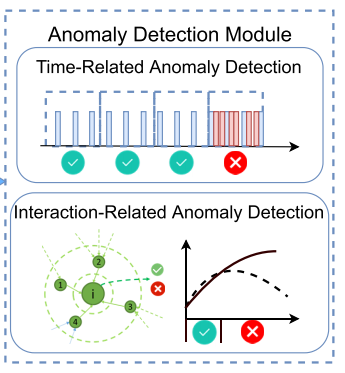 Anomaly Detection Module
Time-Related Anomaly Detection
Interaction-Related Anomaly Detection
2
1
i
3
4